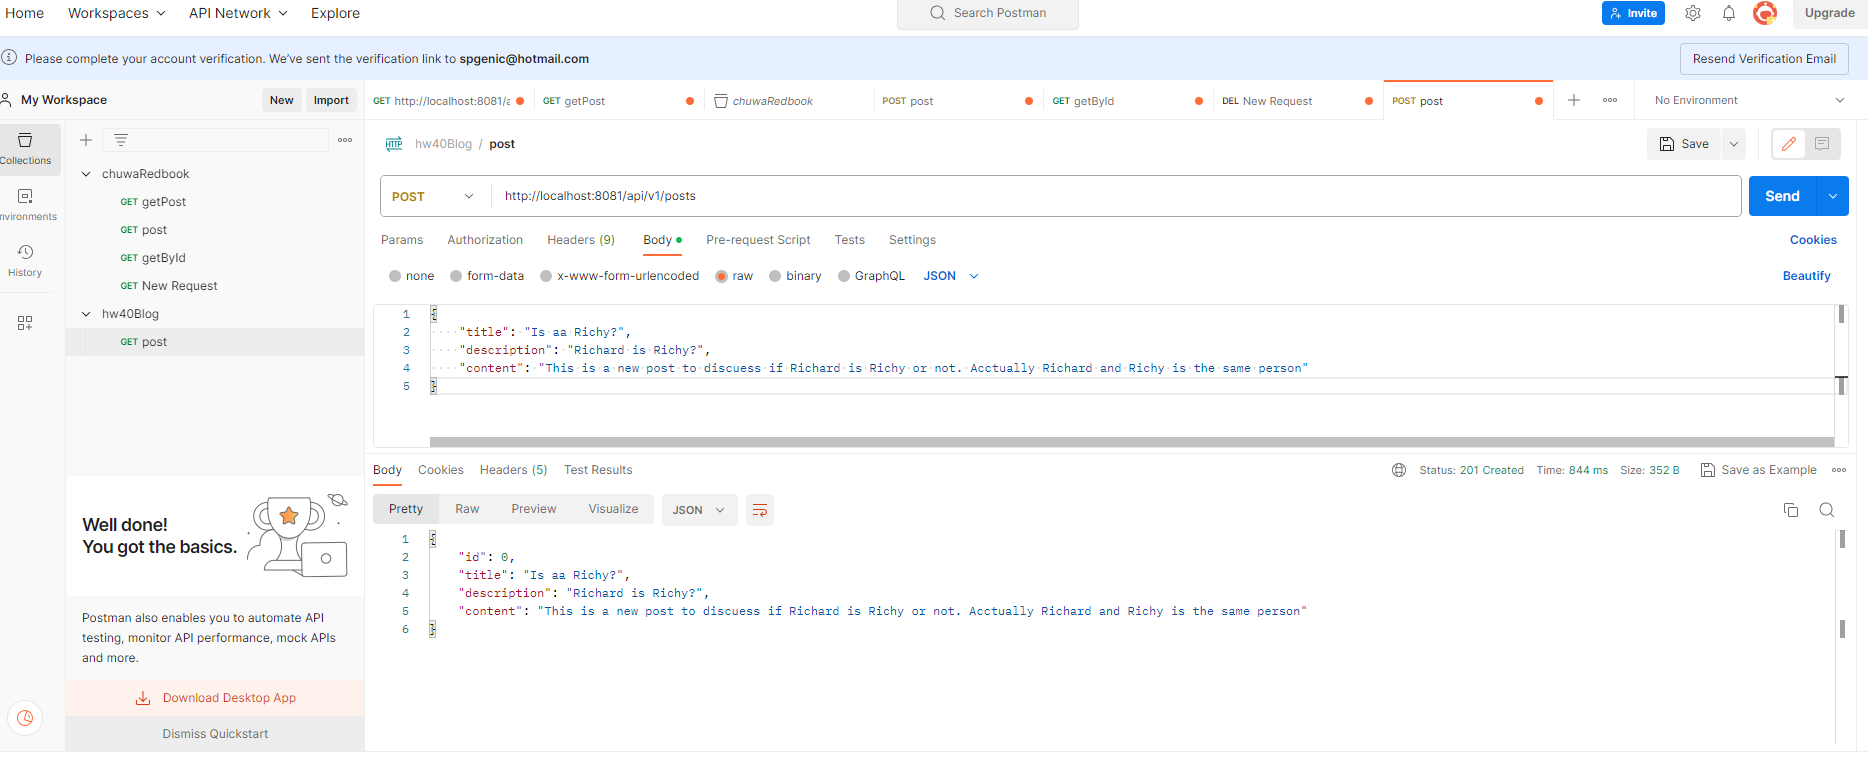 Home Workspaces API Network Explore Search Postman Invite Upgrade
Please complete your account verification. We've sent the verification link to spgenic@hotmail.com Resend Verification Email
My Workspace New Import
GET http://localhost:8081/ GET getPost chuwaRedbook POST post GET getById DEL New Request POST post No Environment
Collections
hw40Blog / post Save
chuwaRedbook
GET getPost
POST http://localhost:8081/api/v1/posts Send
nvironments
GET post
Params Authorization Headers (9) Body Pre-request Script Tests Settings Cookies
GET getById
History
none form-data x-www-form-urlencoded raw binary GraphQL JSON Beautify
GET New Request
hw40Blog
GET post
1 {
2 "title": "Is aa Richy?",
3 "description": "Richard is Richy?",
4 "content": "This is a new post to discuess if Richard is Richy or not. Acctually Richard and Richy is the same person"
5 }
Body Cookies Headers (5) Test Results Status: 201 Created Time: 844 ms Size: 352 B Save as Example
Pretty Raw Preview Visualize JSON
1 {
2 "id": 0,
3 "title": "Is aa Richy?",
4 "description": "Richard is Richy?",
5 "content": "This is a new post to discuess if Richard is Richy or not. Acctually Richard and Richy is the same person"
6 }
Well done!
You got the basics.
Postman also enables you to automate API
testing, monitor API performance, mock APIs
and more.
Download Desktop App
Dismiss Quickstart